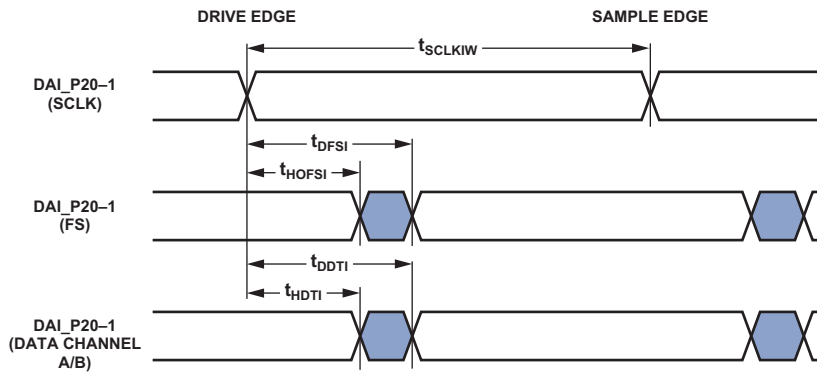 DRIVE EDGE
SAMPLE EDGE
tSCLKIW
DAI_P20–1
(SCLK)
tDFSI
tHOFSI
DAI_P20–1
(FS)
tDDTI
tHDTI
DAI_P20–1
(DATA CHANNEL
A/B)